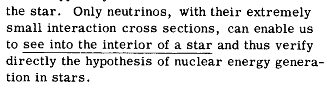 the star. Only neutrinos, with their extremely
small interaction cross sections, can enable us
to see into the interior of a star and thus verify
directly the hypothesis of nuclear energy genera-
tion in stars.